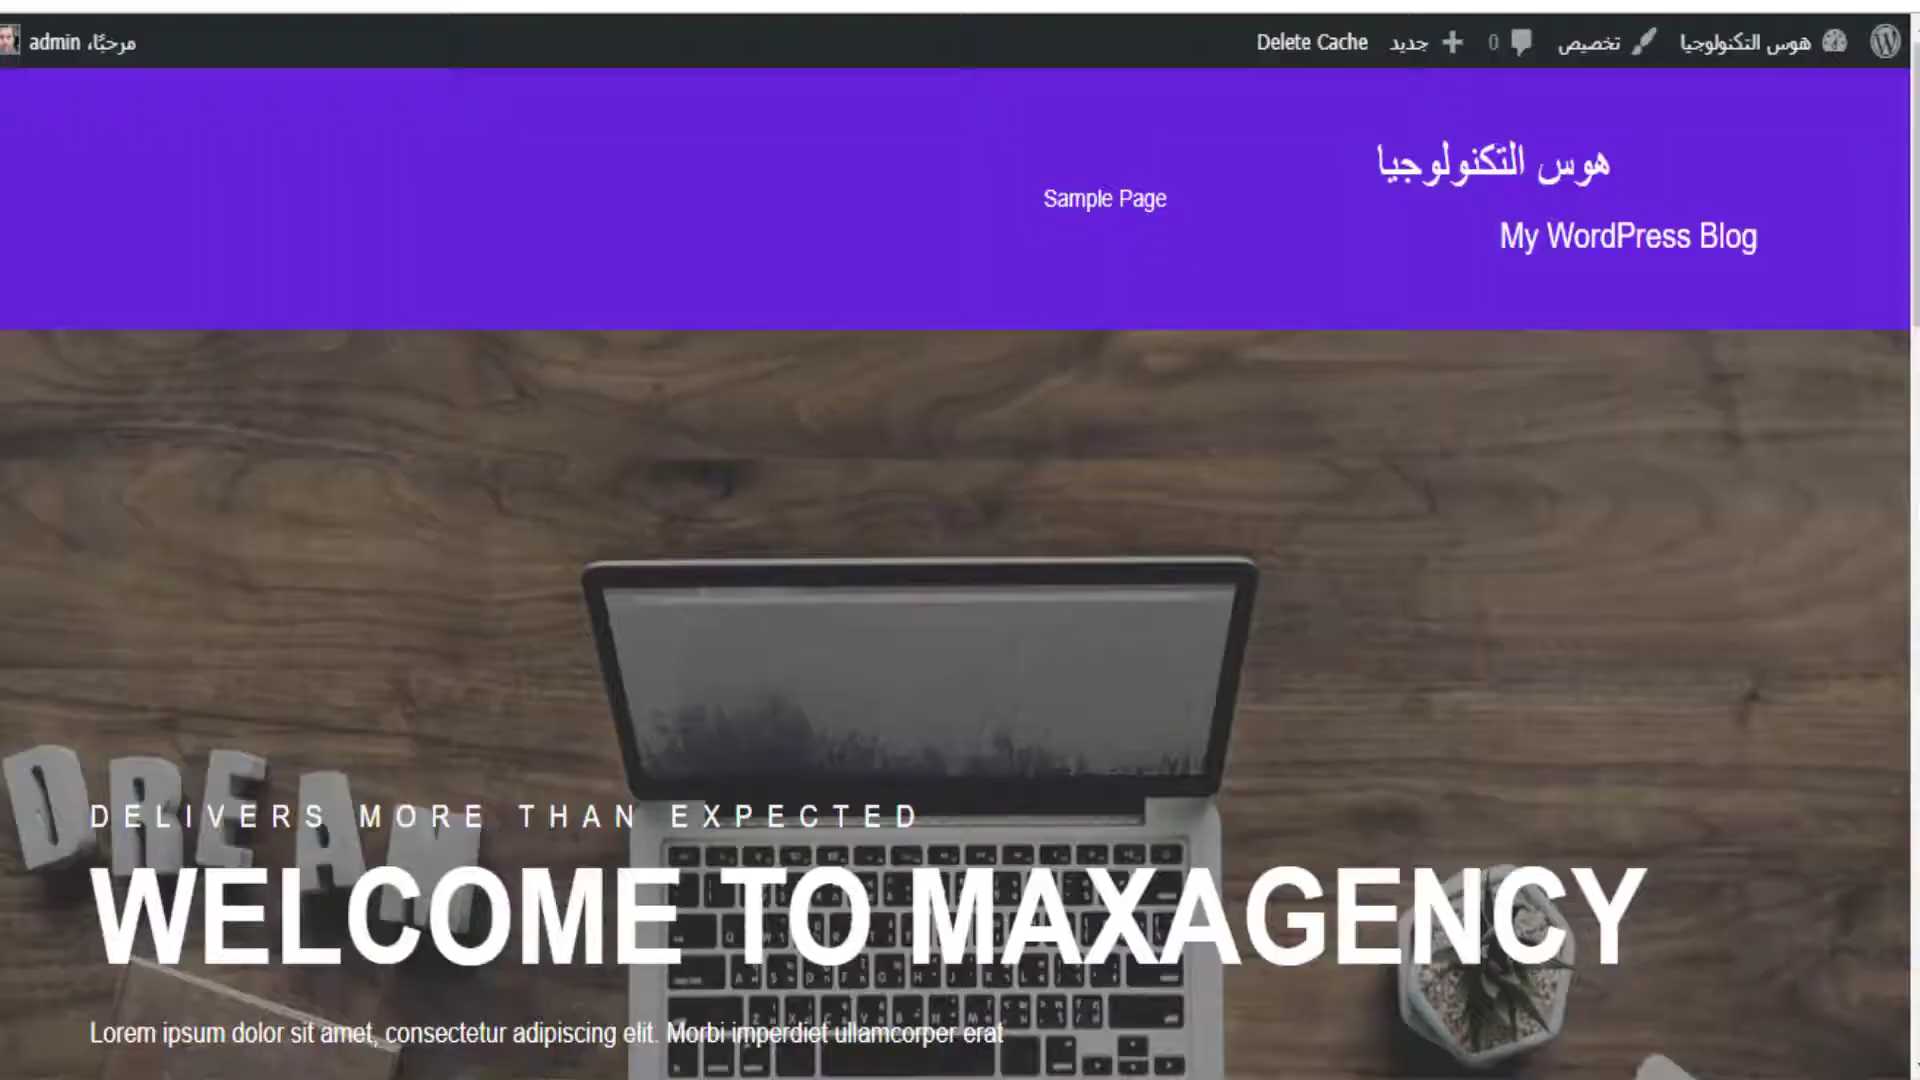 هوس التكنولوجيا تخصيص 0 جديد Delete Cache
مرحبًا، admin
هوس التكنولوجيا
My WordPress Blog
Sample Page
DREAM
DELIVERS MORE THAN EXPECTED
WELCOME TO MAXAGENCY
Lorem ipsum dolor sit amet, consectetur adipiscing elit. Morbi imperdiet ullamcorper erat